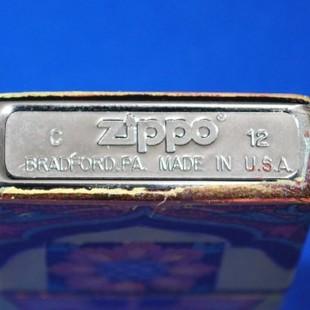 C zippo ® 12
BRADFORD,PA. MADE IN U.S.A.